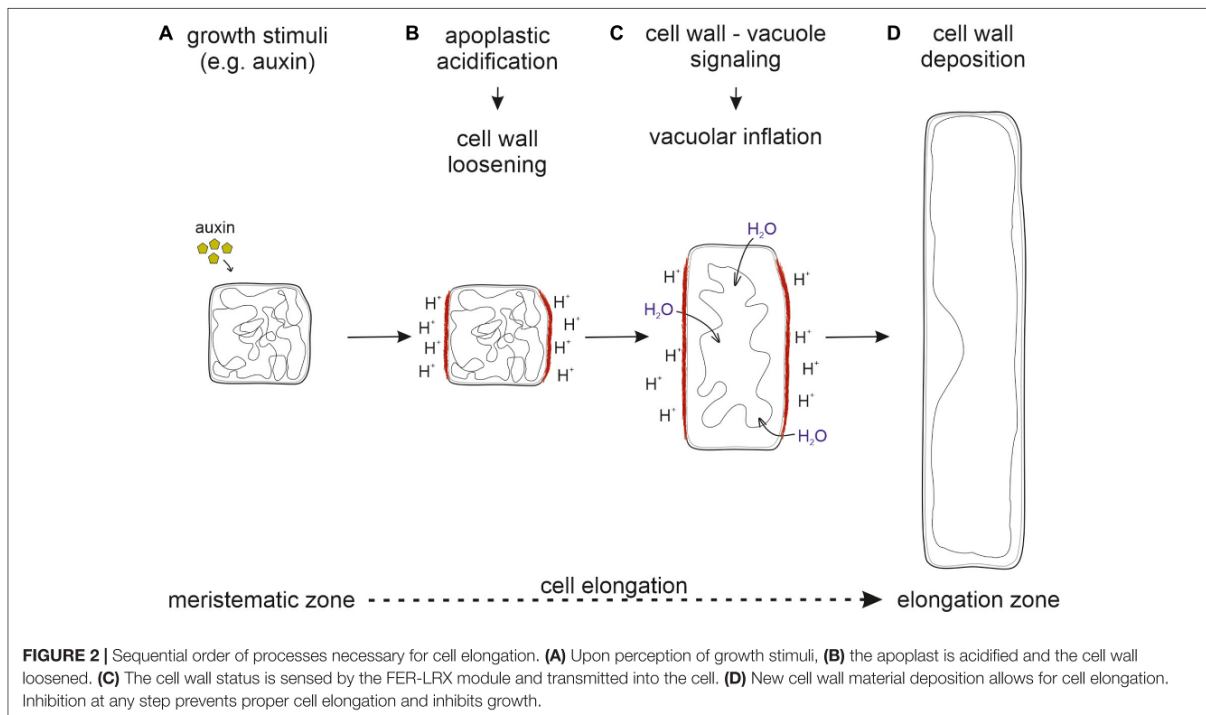 A growth stimuli
(e.g. auxin)
B apoplastic
acidification
cell wall
loosening
C cell wall - vacuole
signaling
vacuolar inflation
D cell wall
deposition
auxin
H⁺
H⁺
H⁺
H⁺
H⁺
H⁺
H⁺
H⁺
H₂O
H⁺
H₂O
H⁺
H⁺
H⁺
H⁺
H⁺
H⁺
H⁺
H₂O
meristematic zone cell elongation elongation zone
FIGURE 2 | Sequential order of processes necessary for cell elongation. (A) Upon perception of growth stimuli, (B) the apoplast is acidified and the cell wall
loosened. (C) The cell wall status is sensed by the FER-LRX module and transmitted into the cell. (D) New cell wall material deposition allows for cell elongation.
Inhibition at any step prevents proper cell elongation and inhibits growth.